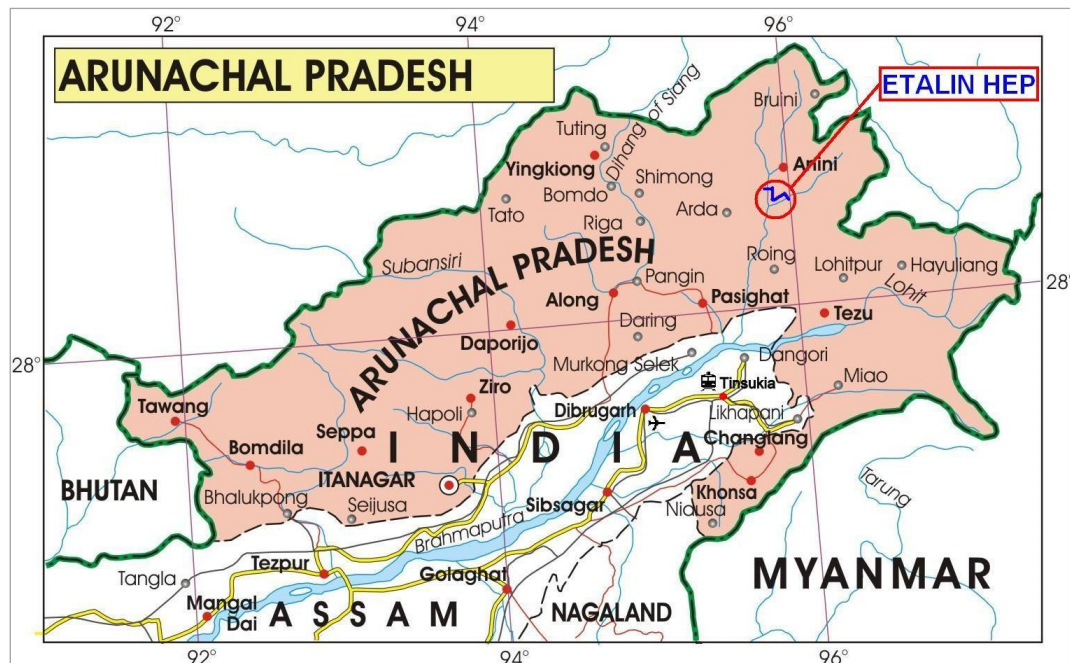 92°
94°
96°
ARUNACHAL PRADESH
ETALIN HEP
Bruini
Tuting
Dihang of Siang
Yingkiong
Anini
Bomdo
Shimong
Tato
Riga
Arda
ARUNACHAL PRADESH
Subansiri
Roing
Lohitpur
Hayuliang
Pangin
Lohit
28°
Along
Pasighat
Daring
Tezu
Daporijo
Murkong Selek
Dangori
28°
Ziro
Tinsukia
Miao
Tawang
Hapoli
Dibrugarh
Likhapani
Seppa
INDIA
Changlang
Bomdila
ITANAGAR
BHUTAN
Bhalukpong
Seijusa
Sibsagar
Khonsa
Nidusa
Tarung
Brahmaputra
Tezpur
Tangla
Golaghat
MYANMAR
Mangal
Dai
ASSAM
NAGALAND
92°
94°
96°